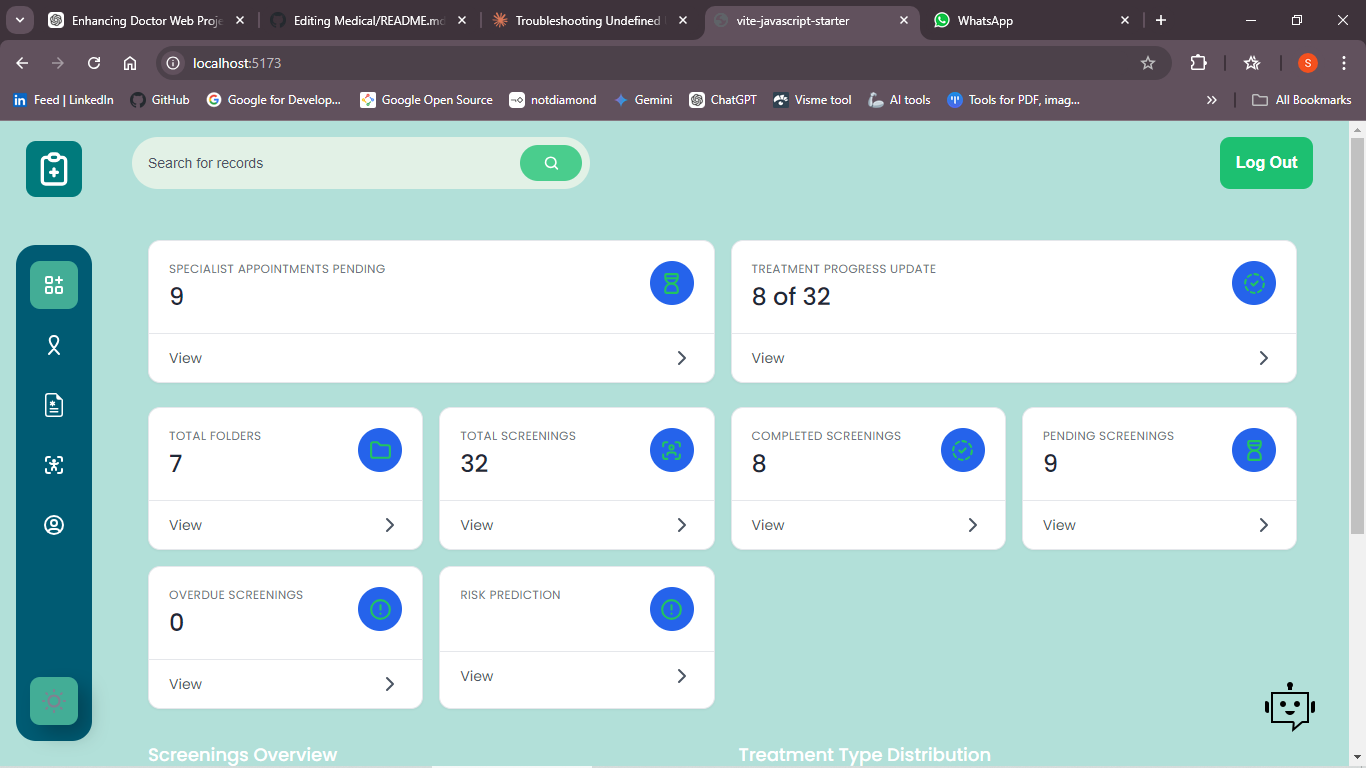 Enhancing Doctor Web Proje
Editing Medical/README.md
Troubleshooting Undefined
vite-javascript-starter
WhatsApp
localhost:5173
S
Feed | LinkedIn
GitHub
Google for Develop...
Google Open Source
notdiamond
Gemini
ChatGPT
Visme tool
AI tools
Tools for PDF, imag...
All Bookmarks
Search for records
Log Out
SPECIALIST APPOINTMENTS PENDING
9
View
TREATMENT PROGRESS UPDATE
8 of 32
View
TOTAL FOLDERS
7
View
TOTAL SCREENINGS
32
View
COMPLETED SCREENINGS
8
View
PENDING SCREENINGS
9
View
OVERDUE SCREENINGS
0
View
RISK PREDICTION
View
Screenings Overview
Treatment Type Distribution